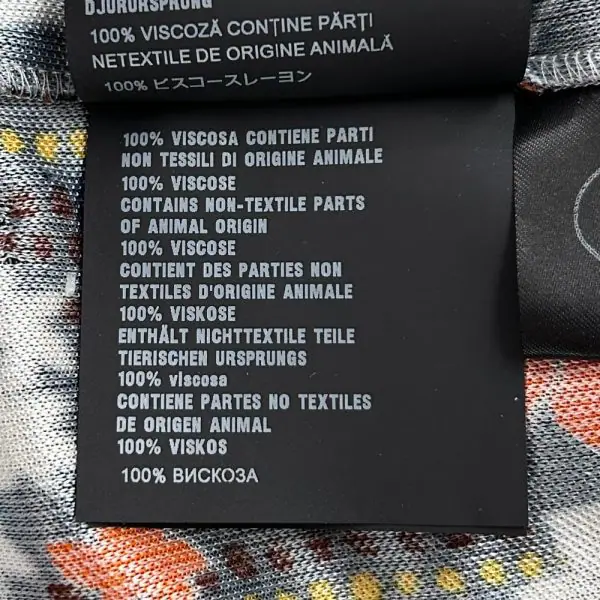 DJURURSPRUNG
100% VISCOZĂ CONŢINE PĂRŢI
NETEXTILE DE ORIGINE ANIMALĂ
100% ビスコースレーヨン
100% VISCOSA CONTIENE PARTI
NON TESSILI DI ORIGINE ANIMALE
100% VISCOSE
CONTAINS NON-TEXTILE PARTS
OF ANIMAL ORIGIN
100% VISCOSE
CONTIENT DES PARTIES NON
TEXTILES D'ORIGINE ANIMALE
100% VISKOSE
ENTHÄLT NICHTTEXTILE TEILE
TIERISCHEN URSPRUNGS
100% viscosa
CONTIENE PARTES NO TEXTILES
DE ORIGEN ANIMAL
100% VISKOS
100% ВИСКОЗА